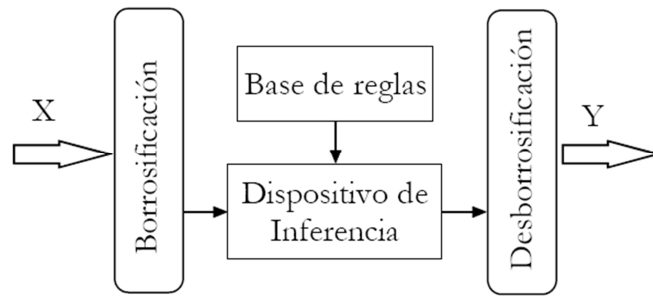 X
Borrosificación
Base de reglas
Dispositivo de
Inferencia
Desborrosificación
Y